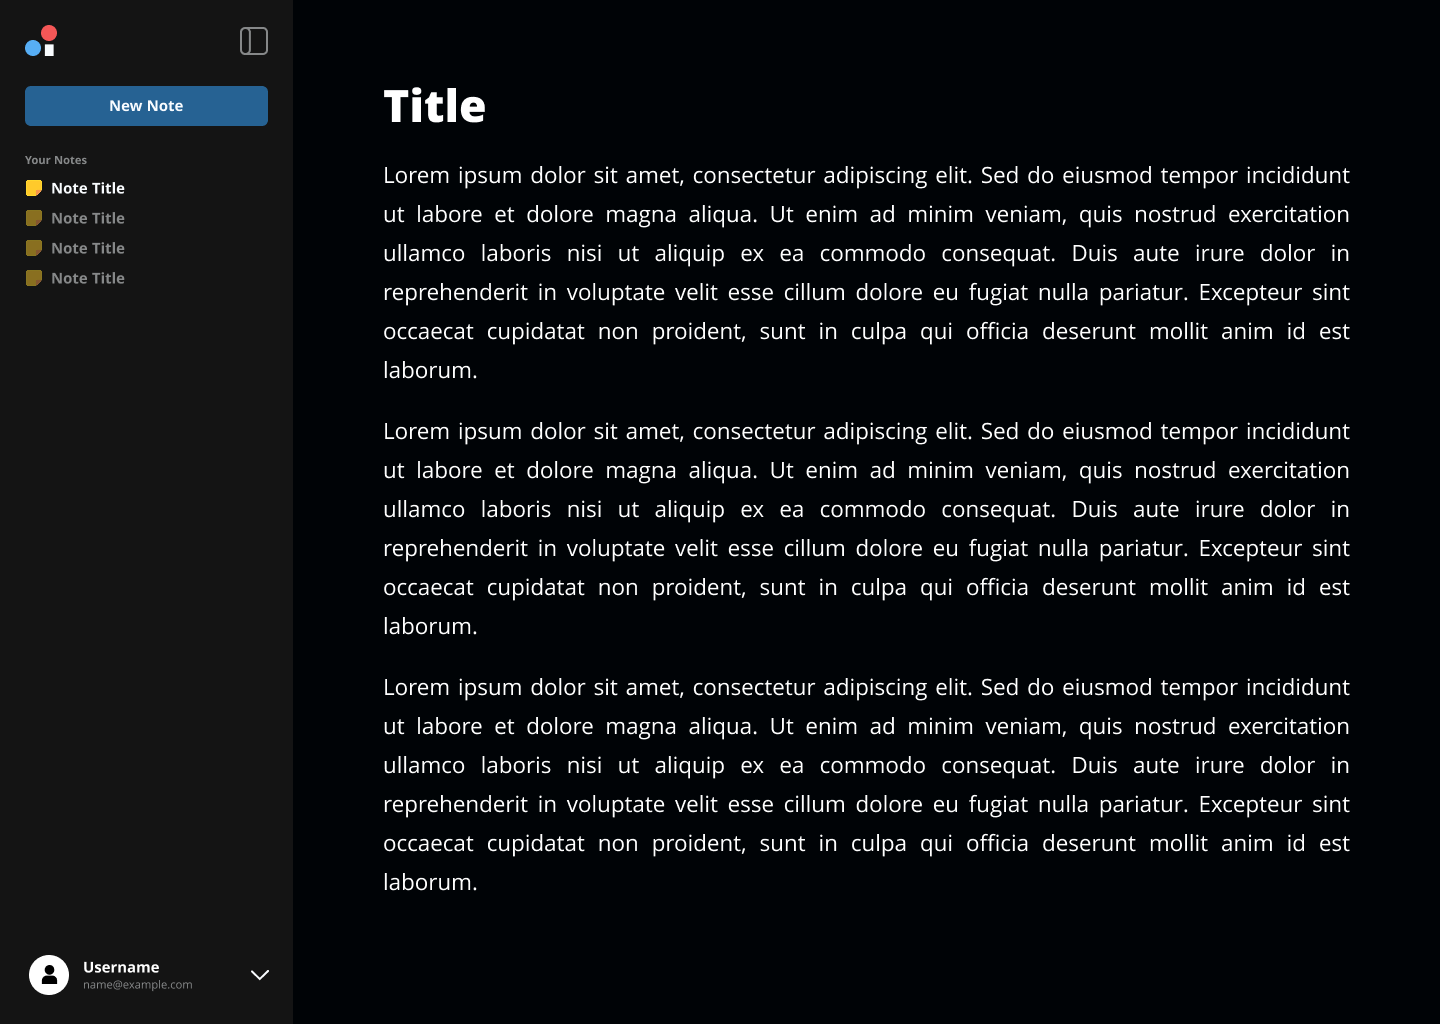 New Note
Your Notes
Note Title
Note Title
Note Title
Note Title
Username
name@example.com
Title
Lorem ipsum dolor sit amet, consectetur adipiscing elit. Sed do eiusmod tempor incididunt
ut labore et dolore magna aliqua. Ut enim ad minim veniam, quis nostrud exercitation
ullamco laboris nisi ut aliquip ex ea commodo consequat. Duis aute irure dolor in
reprehenderit in voluptate velit esse cillum dolore eu fugiat nulla pariatur. Excepteur sint
occaecat cupidatat non proident, sunt in culpa qui officia deserunt mollit anim id est
laborum.
Lorem ipsum dolor sit amet, consectetur adipiscing elit. Sed do eiusmod tempor incididunt
ut labore et dolore magna aliqua. Ut enim ad minim veniam, quis nostrud exercitation
ullamco laboris nisi ut aliquip ex ea commodo consequat. Duis aute irure dolor in
reprehenderit in voluptate velit esse cillum dolore eu fugiat nulla pariatur. Excepteur sint
occaecat cupidatat non proident, sunt in culpa qui officia deserunt mollit anim id est
laborum.
Lorem ipsum dolor sit amet, consectetur adipiscing elit. Sed do eiusmod tempor incididunt
ut labore et dolore magna aliqua. Ut enim ad minim veniam, quis nostrud exercitation
ullamco laboris nisi ut aliquip ex ea commodo consequat. Duis aute irure dolor in
reprehenderit in voluptate velit esse cillum dolore eu fugiat nulla pariatur. Excepteur sint
occaecat cupidatat non proident, sunt in culpa qui officia deserunt mollit anim id est
laborum.